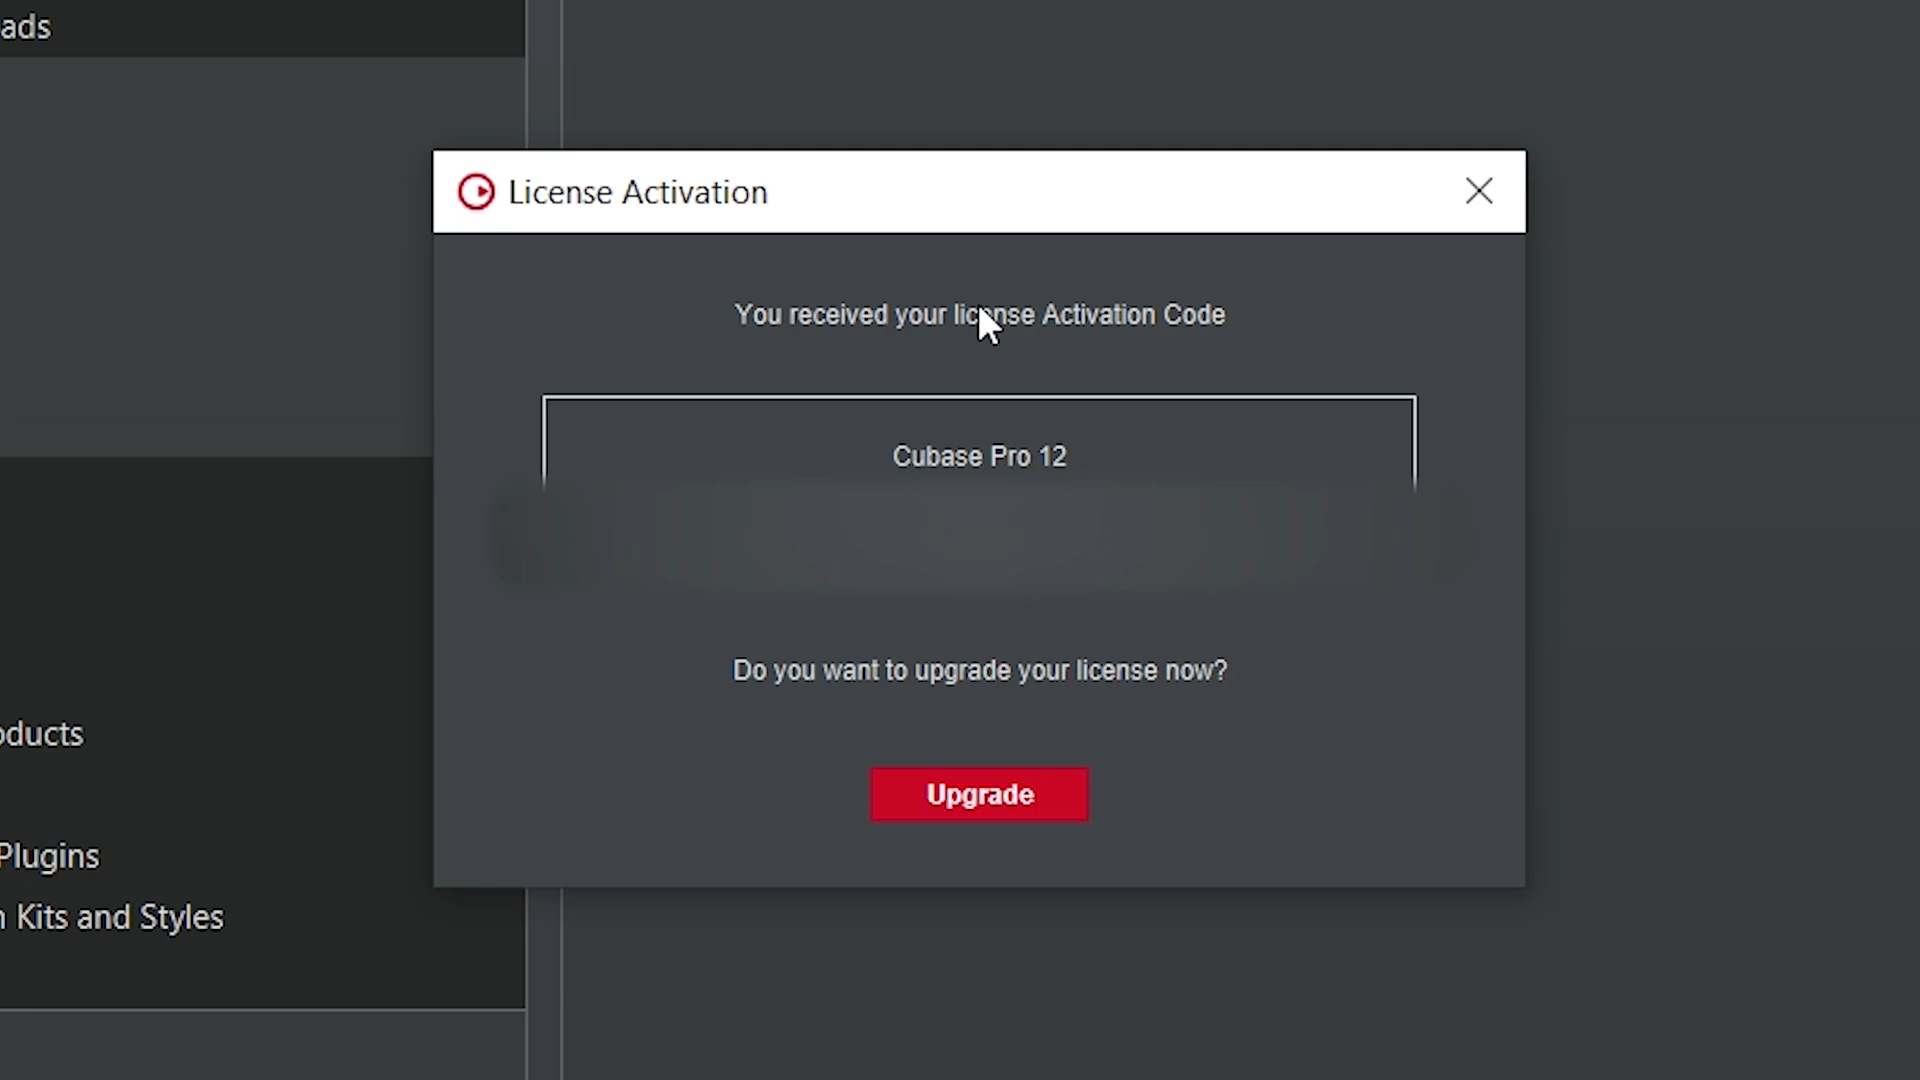 ads
License Activation
You received your license Activation Code
Cubase Pro 12
Do you want to upgrade your license now?
oducts
Upgrade
Plugins
n Kits and Styles